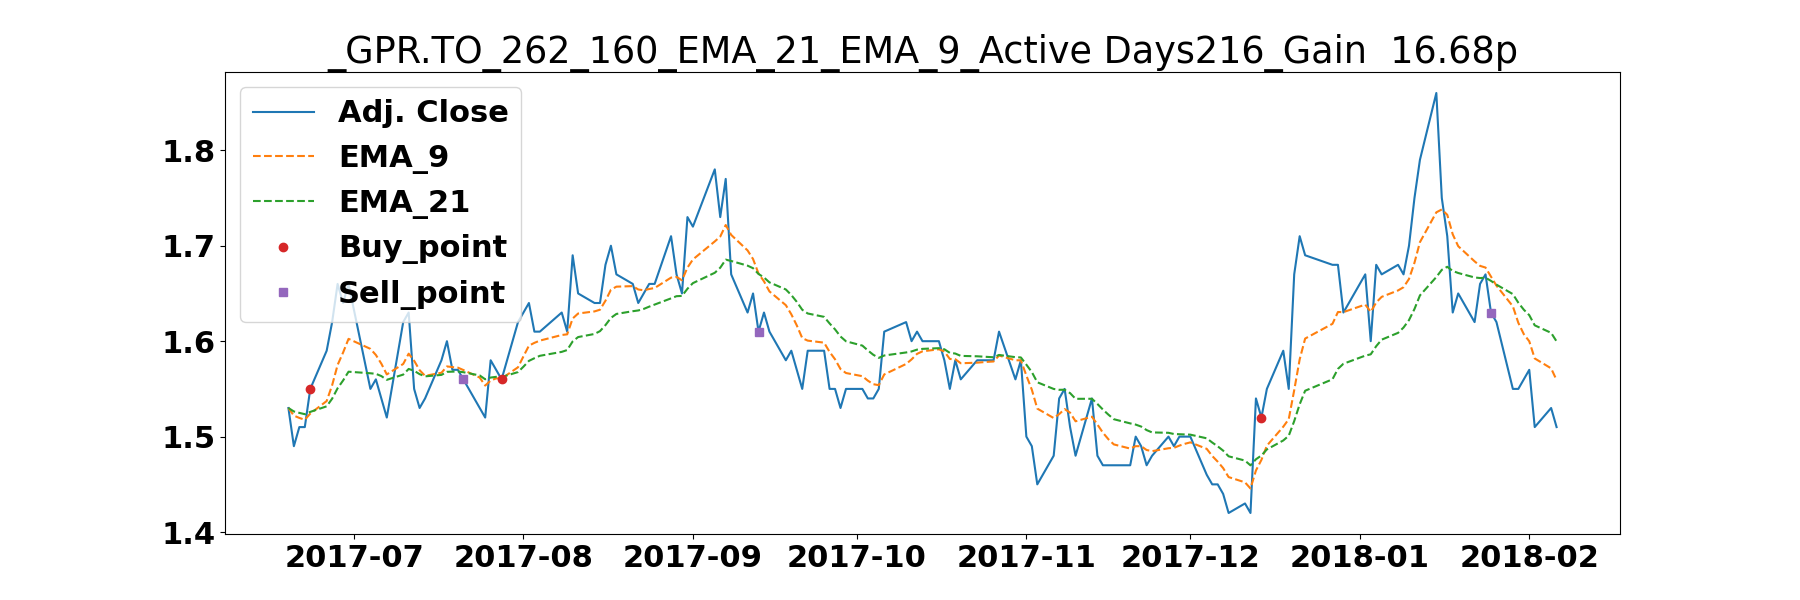 _GPR.TO_262_160_EMA_21_EMA_9_Active Days216_Gain  16.68p
Adj. Close
EMA_9
EMA_21
Buy_point
Sell_point
1.8
1.7
1.6
1.5
1.4
2017-07 2017-08 2017-09 2017-10 2017-11 2017-12 2018-01 2018-02